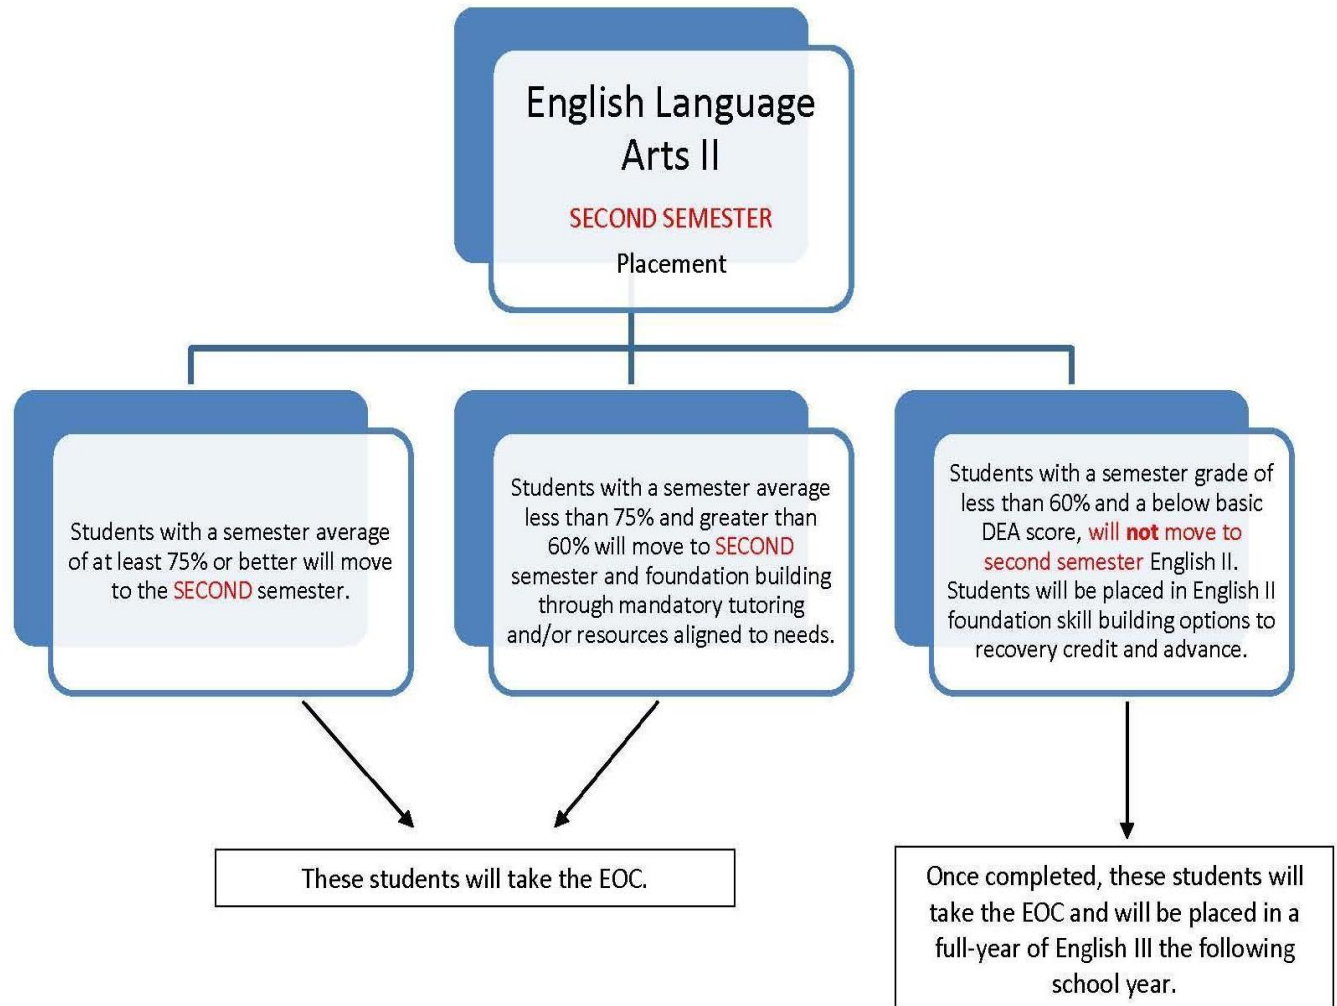 English Language
Arts II
SECOND SEMESTER
Placement
Students with a semester average
of at least 75% or better will move
to the SECOND semester.
Students with a semester average
less than 75% and greater than
60% will move to SECOND
semester and foundation building
through mandatory tutoring
and/or resources aligned to needs.
Students with a semester grade of
less than 60% and a below basic
DEA score, will not move to
second semester English II.
Students will be placed in English II
foundation skill building options to
recovery credit and advance.
These students will take the EOC.
Once completed, these students will
take the EOC and will be placed in a
full-year of English III the following
school year.